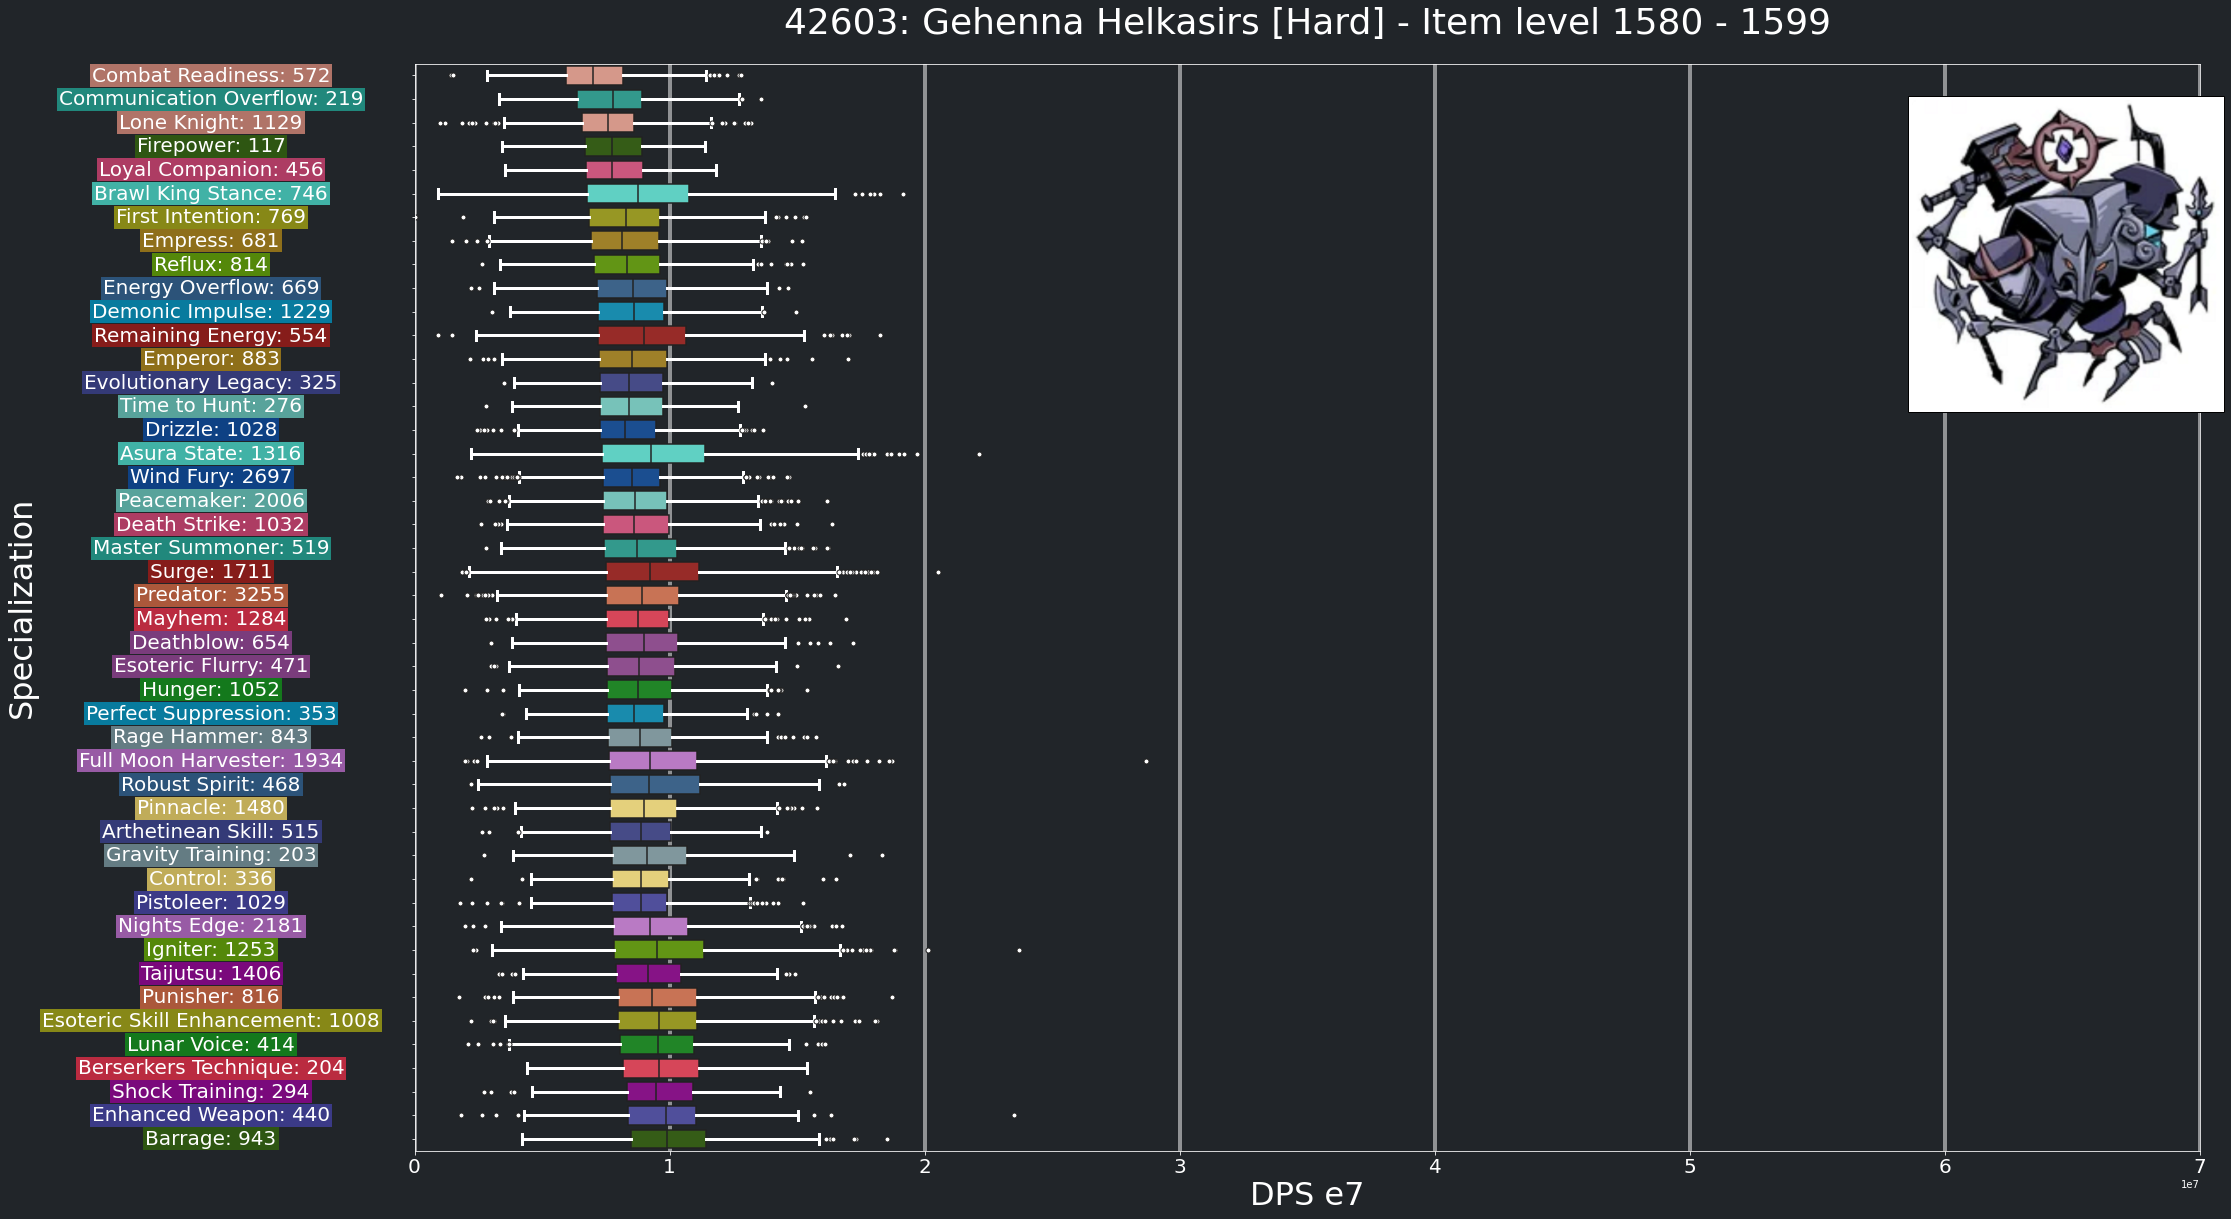 42603: Gehenna Helkasirs [Hard] - Item level 1580 - 1599
Specialization
Combat Readiness: 572
Communication Overflow: 219
Lone Knight: 1129
Firepower: 117
Loyal Companion: 456
Brawl King Stance: 746
First Intention: 769
Empress: 681
Reflux: 814
Energy Overflow: 669
Demonic Impulse: 1229
Remaining Energy: 554
Emperor: 883
Evolutionary Legacy: 325
Time to Hunt: 276
Drizzle: 1028
Asura State: 1316
Wind Fury: 2697
Peacemaker: 2006
Death Strike: 1032
Master Summoner: 519
Surge: 1711
Predator: 3255
Mayhem: 1284
Deathblow: 654
Esoteric Flurry: 471
Hunger: 1052
Perfect Suppression: 353
Rage Hammer: 843
Full Moon Harvester: 1934
Robust Spirit: 468
Pinnacle: 1480
Arthetinean Skill: 515
Gravity Training: 203
Control: 336
Pistoleer: 1029
Nights Edge: 2181
Igniter: 1253
Taijutsu: 1406
Punisher: 816
Esoteric Skill Enhancement: 1008
Lunar Voice: 414
Berserkers Technique: 204
Shock Training: 294
Enhanced Weapon: 440
Barrage: 943
0 1 2 3 4 5 6 7
1e7
DPS e7